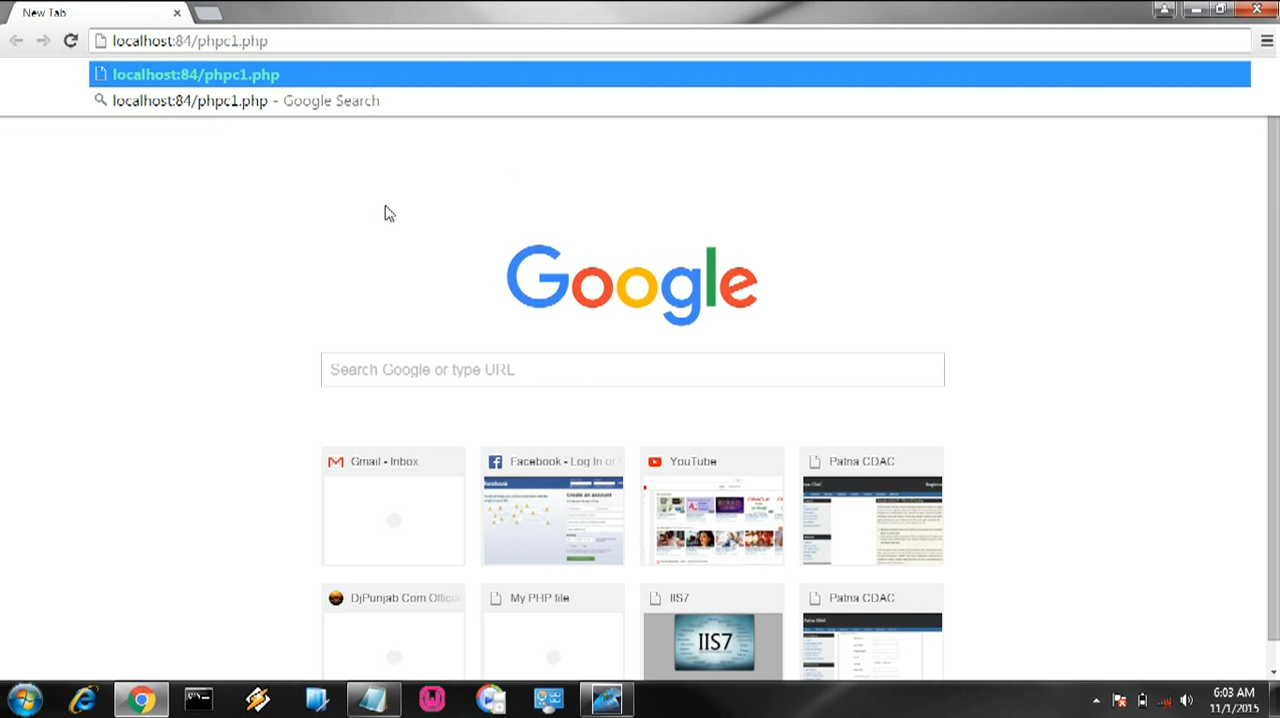 New Tab
localhost:84/phpc1.php
localhost:84/phpc1.php
localhost:84/phpc1.php - Google Search
Google
Search Google or type URL
Gmail - Inbox
Facebook - Log In or
YouTube
Patna CDAC
DjPunjab.Com Official
My PHP file
IIS7
Patna CDAC
IIS7
6:03 AM
11/1/2015